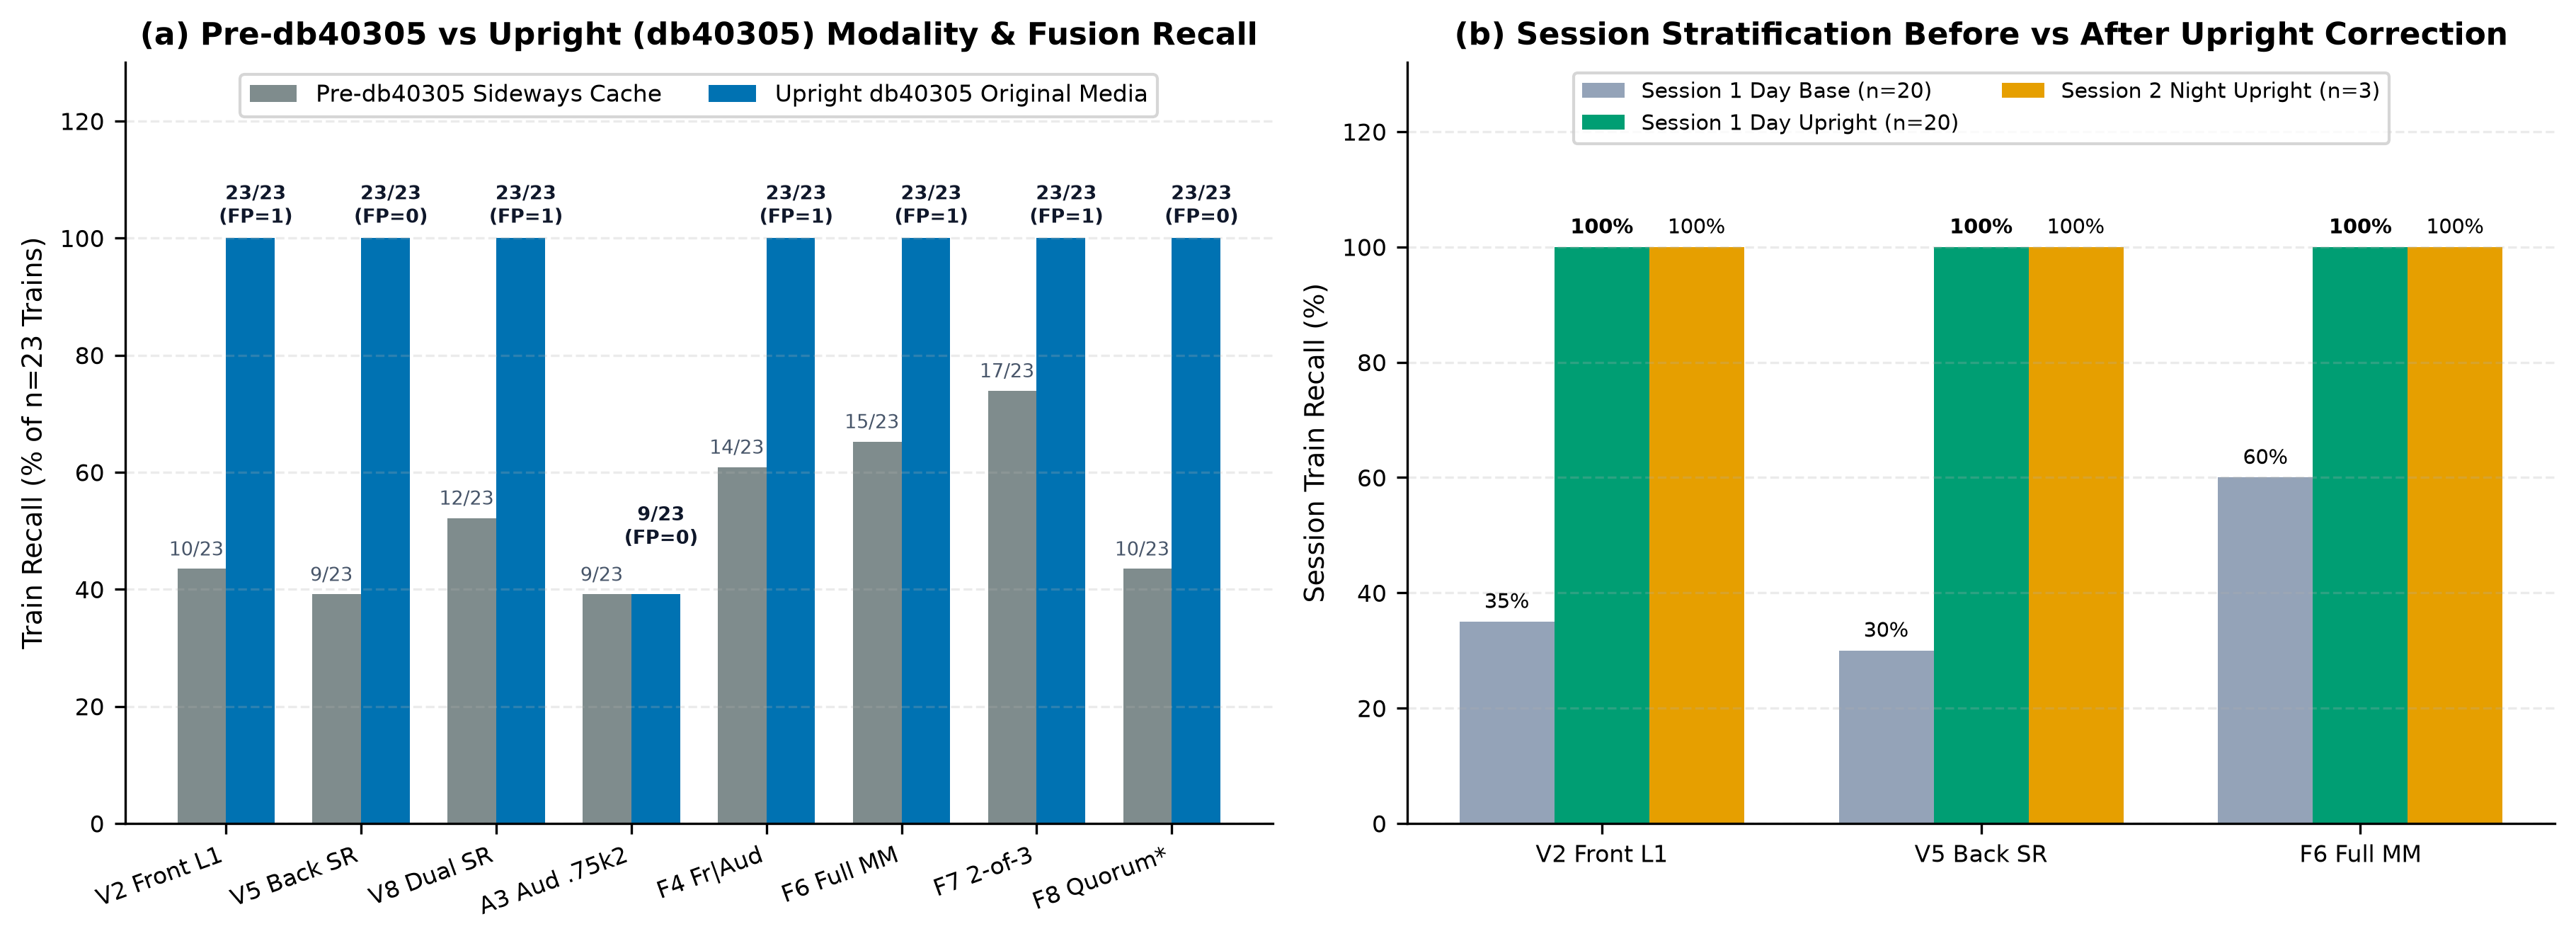 (a) Pre-db40305 vs Upright (db40305) Modality & Fusion Recall
Pre-db40305 Sideways Cache
Upright db40305 Original Media
Train Recall (% of n=23 Trains)
120
100
80
60
40
20
0
10/23
23/23
(FP=1)
9/23
23/23
(FP=0)
12/23
23/23
(FP=1)
9/23
9/23
(FP=0)
14/23
23/23
(FP=1)
15/23
23/23
(FP=1)
17/23
23/23
(FP=1)
10/23
23/23
(FP=0)
V2 Front L1
V5 Back SR
V8 Dual SR
A3 Aud .75k2
F4 Fr|Aud
F6 Full MM
F7 2-of-3
F8 Quorum*
(b) Session Stratification Before vs After Upright Correction
Session 1 Day Base (n=20)
Session 1 Day Upright (n=20)
Session 2 Night Upright (n=3)
Session Train Recall (%)
120
100
80
60
40
20
0
35%
100%
100%
30%
100%
100%
60%
100%
100%
V2 Front L1
V5 Back SR
F6 Full MM